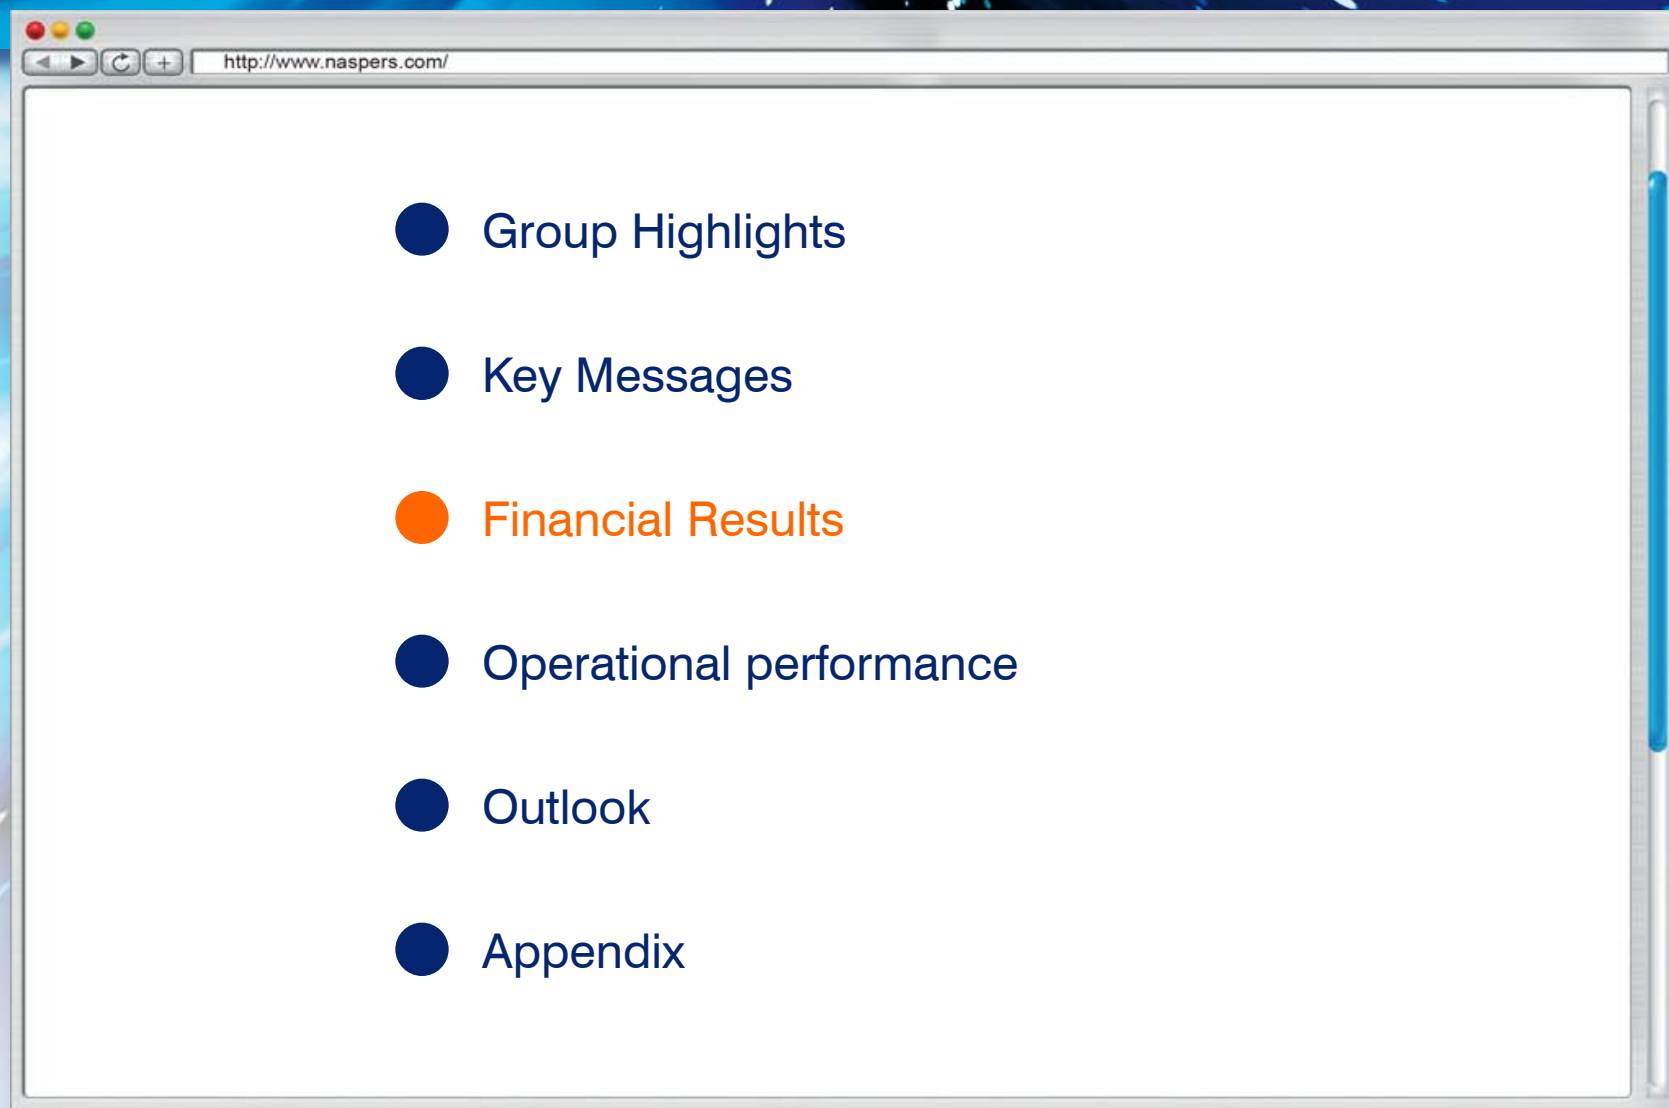 http://www.naspers.com/
Group Highlights
Key Messages
Financial Results
Operational performance
Outlook
Appendix